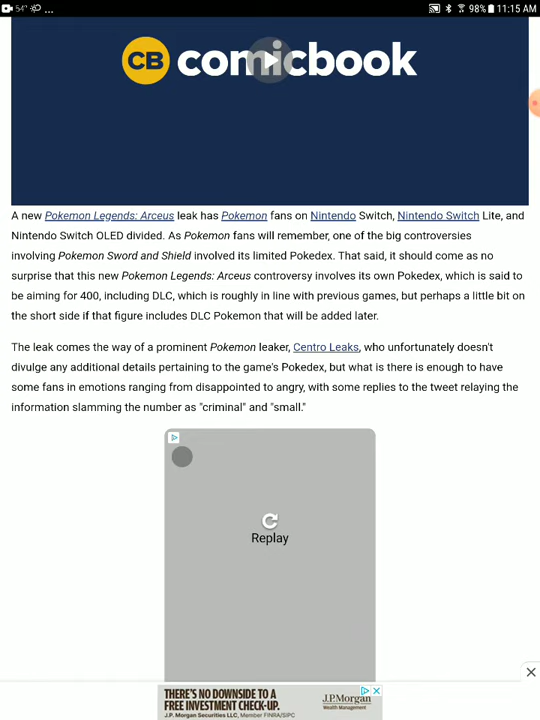 54° ... 98% 11:15 AM
CB comicbook
A new Pokemon Legends: Arceus leak has Pokemon fans on Nintendo Switch, Nintendo Switch Lite, and
Nintendo Switch OLED divided. As Pokemon fans will remember, one of the big controversies
involving Pokemon Sword and Shield involved its limited Pokedex. That said, it should come as no
surprise that this new Pokemon Legends: Arceus controversy involves its own Pokedex, which is said to
be aiming for 400, including DLC, which is roughly in line with previous games, but perhaps a little bit on
the short side if that figure includes DLC Pokemon that will be added later.
The leak comes the way of a prominent Pokemon leaker, Centro Leaks, who unfortunately doesn't
divulge any additional details pertaining to the game's Pokedex, but what is there is enough to have
some fans in emotions ranging from disappointed to angry, with some replies to the tweet relaying the
information slamming the number as "criminal" and "small."
Replay
THERE'S NO DOWNSIDE TO A
FREE INVESTMENT CHECK-UP.
J.P. Morgan Securities LLC, Member FINRA/SIPC
J.P.Morgan
Wealth Management